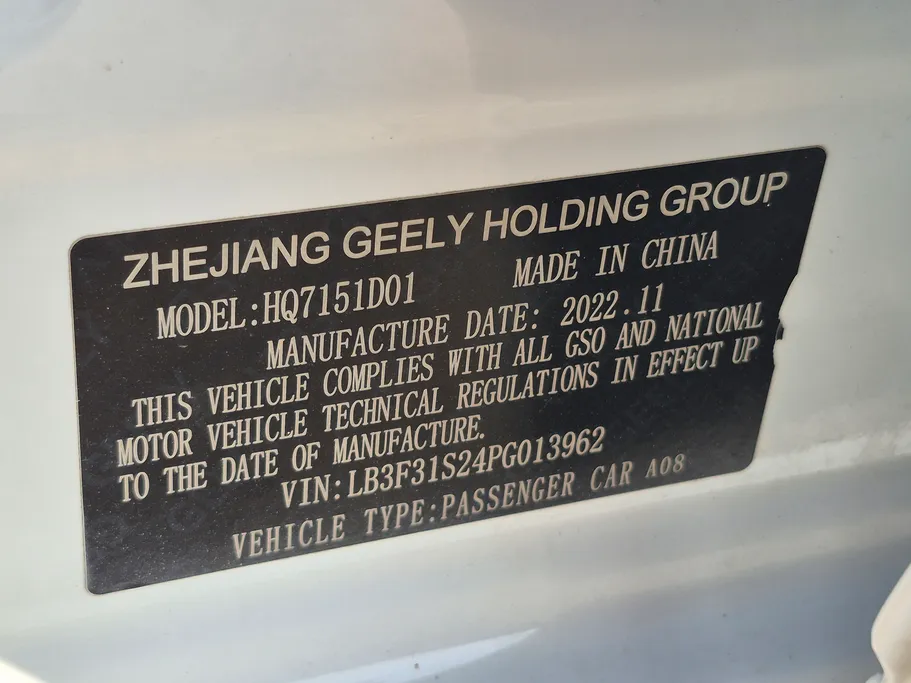 ZHEJIANG GEELY HOLDING GROUP
MODEL:HQ7151D01 MADE IN CHINA
MANUFACTURE DATE: 2022.11
THIS VEHICLE COMPLIES WITH ALL GSO AND NATIONAL
MOTOR VEHICLE TECHNICAL REGULATIONS IN EFFECT UP
TO THE DATE OF MANUFACTURE.
VIN:LB3F31S24PG013962
VEHICLE TYPE:PASSENGER CAR A08